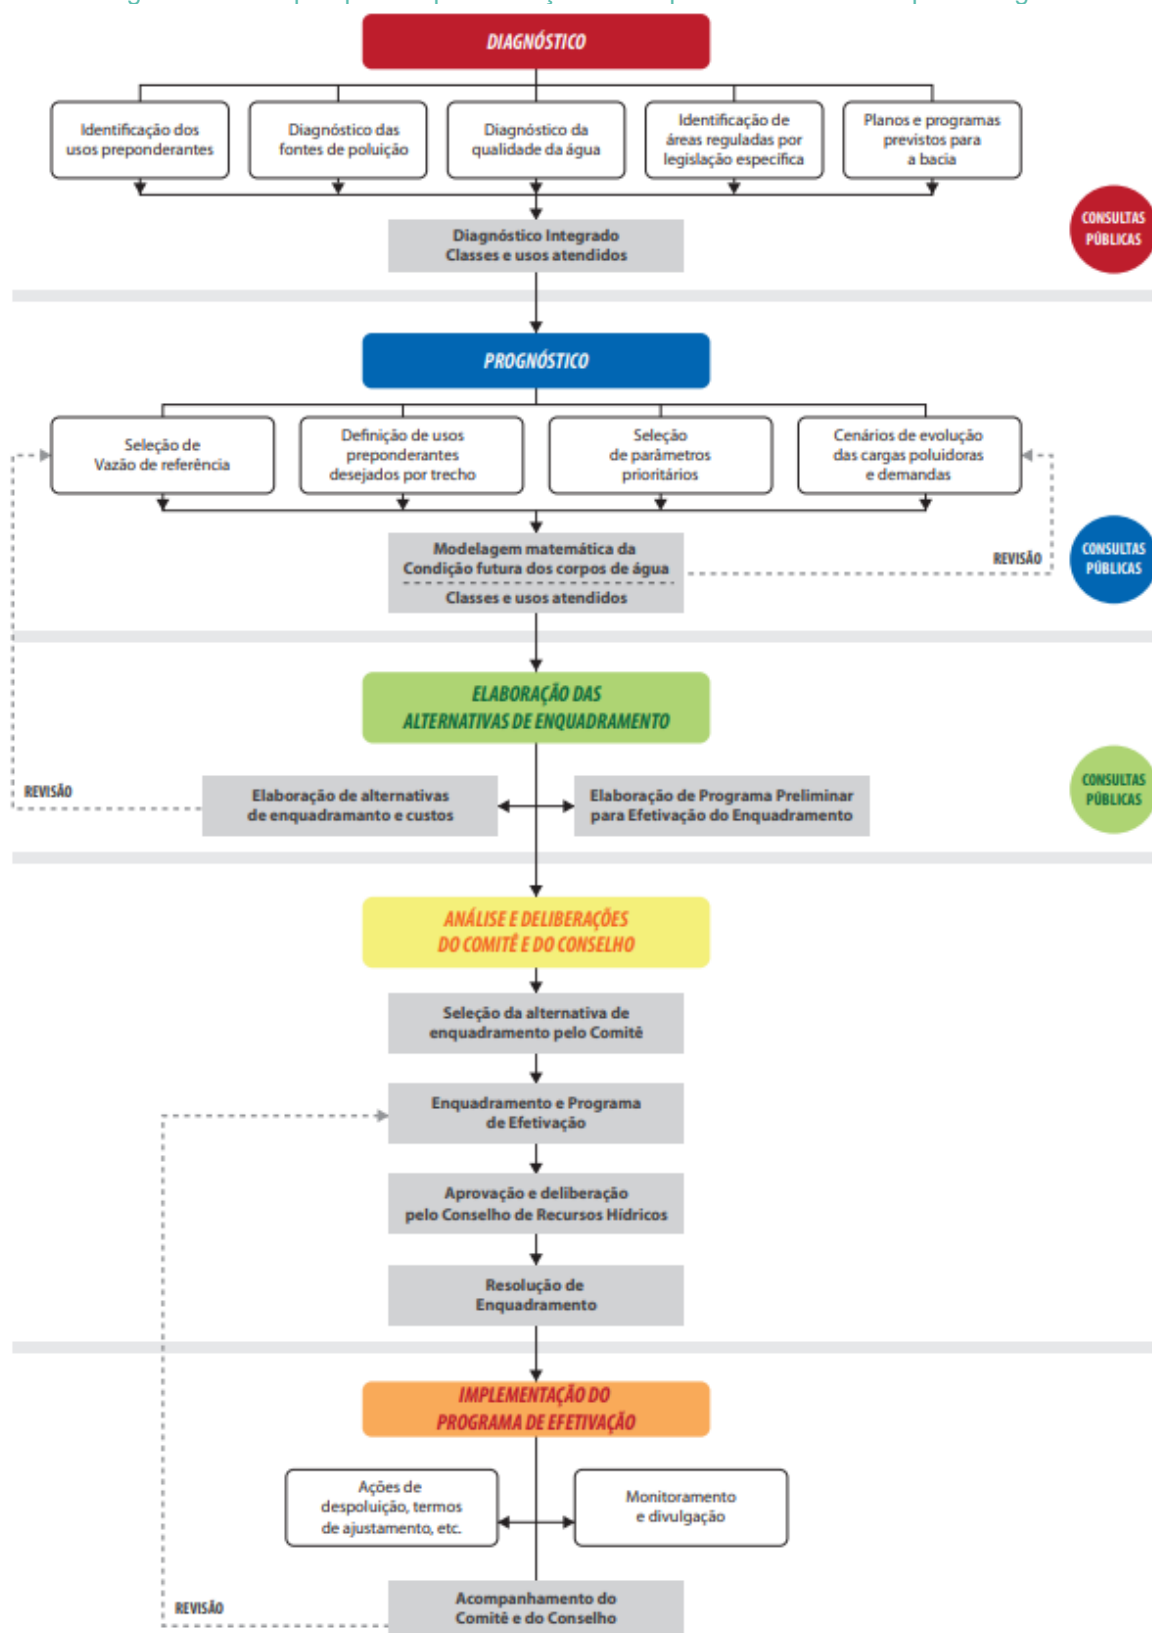 DIAGNÓSTICO
Identificação dos
usos preponderantes
Diagnóstico das
fontes de poluição
Diagnóstico da
qualidade da água
Identificação de
áreas reguladas por
legislação específica
Planos e programas
previstos para
a bacia
CONSULTAS
PÚBLICAS
Diagnóstico Integrado
Classes e usos atendidos
PROGNÓSTICO
Seleção de
Vazão de referência
Definição de usos
preponderantes
desejados por trecho
Seleção
de parâmetros
prioritários
Cenários de evolução
das cargas poluidoras
e demandas
Modelagem matemática da
Condição futura dos corpos de água
Classes e usos atendidos
REVISÃO
CONSULTAS
PÚBLICAS
ELABORAÇÃO DAS
ALTERNATIVAS DE ENQUADRAMENTO
REVISÃO
Elaboração de alternativas
de enquadramanto e custos
Elaboração de Programa Preliminar
para Efetivação do Enquadramento
CONSULTAS
PÚBLICAS
ANÁLISE E DELIBERAÇÕES
DO COMITÊ E DO CONSELHO
Seleção da alternativa de
enquadramento pelo Comitê
Enquadramento e Programa
de Efetivação
Aprovação e deliberação
pelo Conselho de Recursos Hídricos
Resolução de
Enquadramento
IMPLEMENTAÇÃO DO
PROGRAMA DE EFETIVAÇÃO
Ações de
despoluição, termos
de ajustamento, etc.
Monitoramento
e divulgação
REVISÃO
Acompanhamento do
Comitê e do Conselho